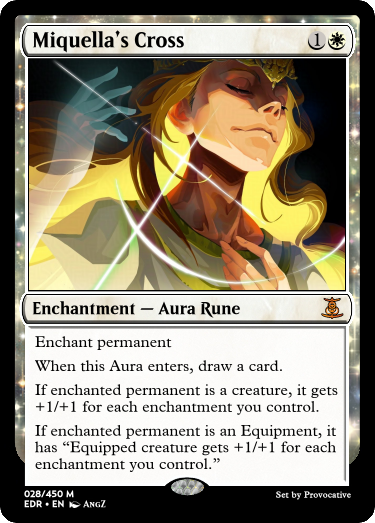 Miquella's Cross 1
Enchantment — Aura Rune
Enchant permanent
When this Aura enters, draw a card.
If enchanted permanent is a creature, it gets
+1/+1 for each enchantment you control.
If enchanted permanent is an Equipment, it
has “Equipped creature gets +1/+1 for each
enchantment you control.”
028/450 M
EDR • EN AngZ
Set by Provocative